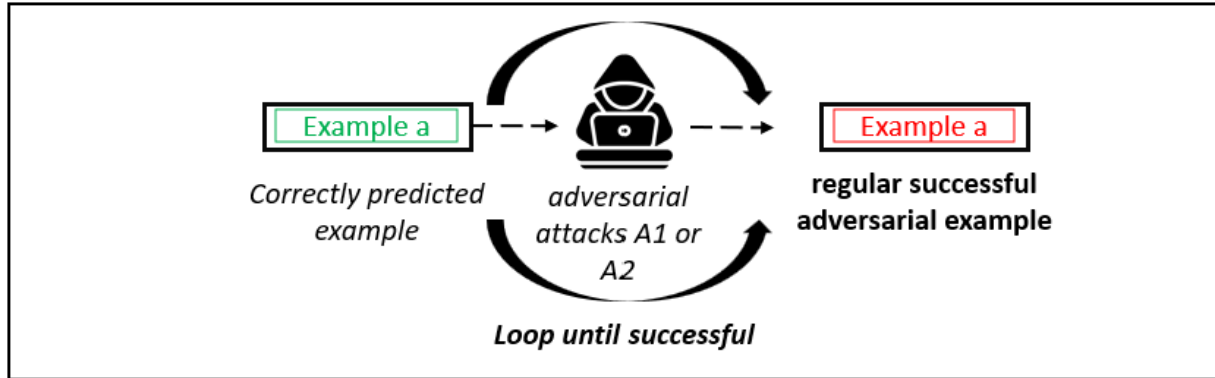 Example a
Correctly predicted
example
adversarial
attacks A1 or
A2
Example a
regular successful
adversarial example
Loop until successful